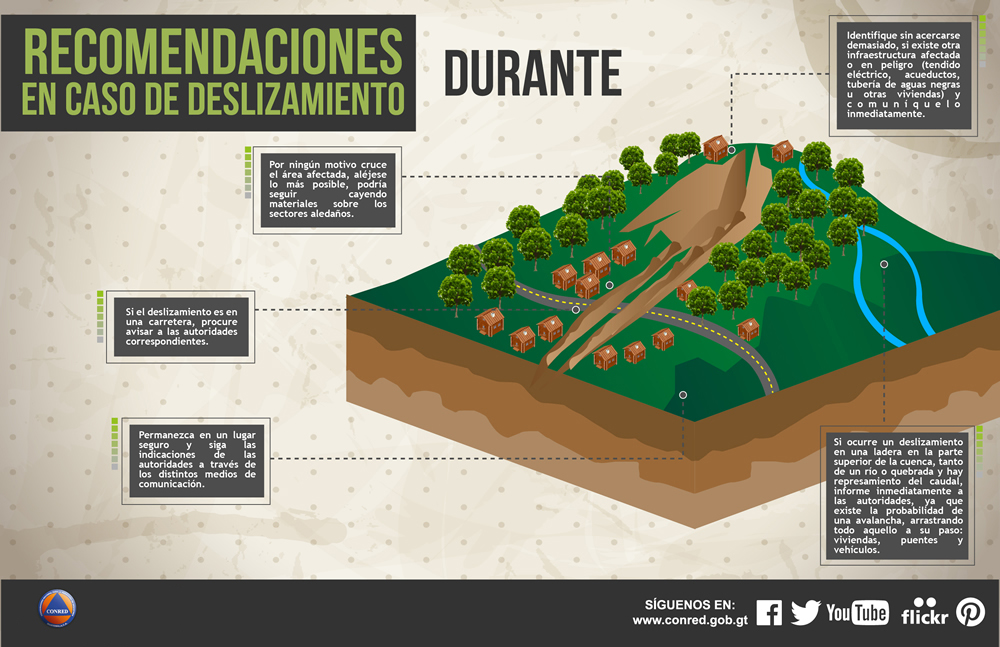 RECOMENDACIONES
EN CASO DE DESLIZAMIENTO
DURANTE
Identifique sin acercarse
demasiado, si existe otra
infraestructura afectada
o en peligro (tendido
eléctrico, acueductos,
tubería de aguas negras
u otras viviendas) y
comuníquelo
inmediatamente.
Por ningún motivo cruce
el área afectada, aléjese
lo más posible, podría
seguir cayendo
materiales sobre los
sectores aledaños.
Si el deslizamiento es en
una carretera, procure
avisar a las autoridades
correspondientes.
Permanezca en un lugar
seguro y siga las
indicaciones de las
autoridades a través de
los distintos medios de
comunicación.
Si ocurre un deslizamiento
en una ladera en la parte
superior de la cuenca, tanto
de un río o quebrada y hay
represamiento del caudal,
informe inmediatamente a
las autoridades, ya que
existe la probabilidad de
una avalancha, arrastrando
todo aquello a su paso:
viviendas, puentes y
vehículos.
CONRED
SÍGUENOS EN:
www.conred.gob.gt
YouTube
flickr